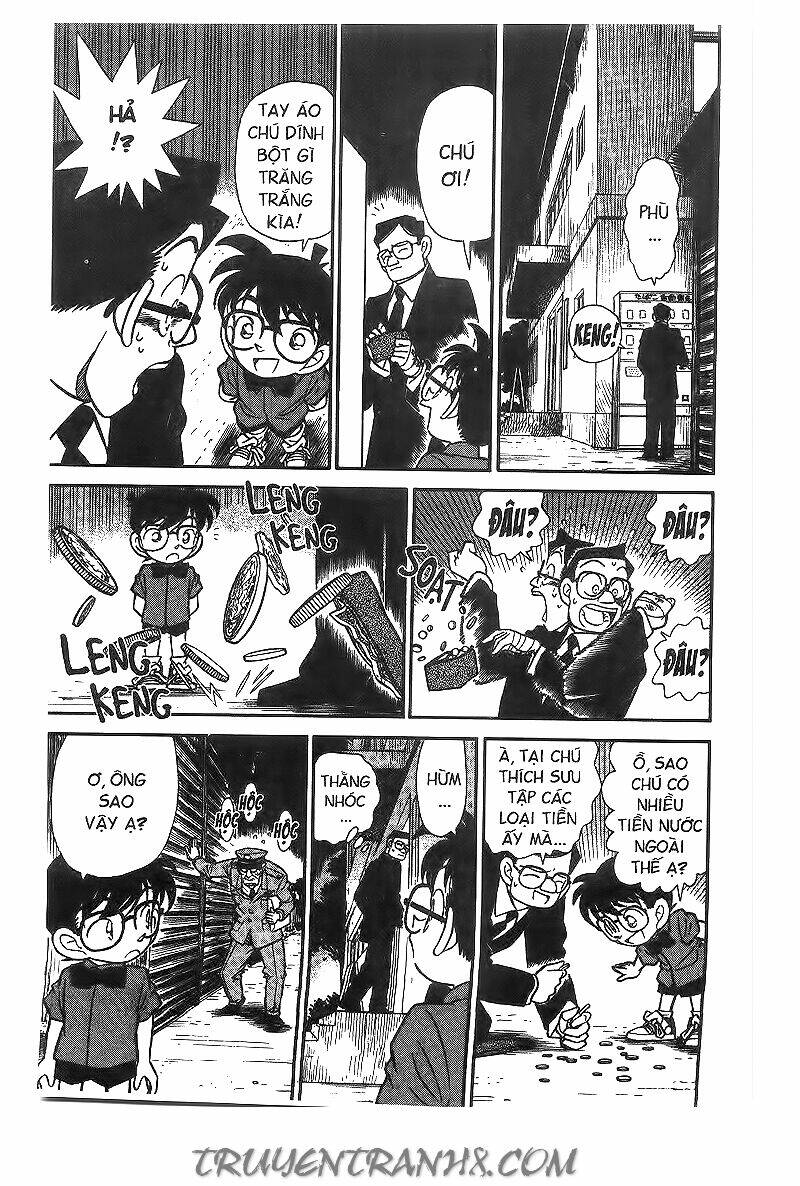 PHÙ
...
KENG!
CHÚ
ƠI!
TAY ÁO
CHÚ DÍNH
BỘT GÌ
TRĂNG
TRẮNG
KÌA!
HẢ
!?
ĐÂU?
ĐÂU?
ĐÂU?
SOẠT
LENG
KENG
LENG
KENG
Ồ, SAO
CHÚ CÓ
NHIỀU
TIỀN NƯỚC
NGOÀI
THẾ Ạ?
À, TẠI CHÚ
THÍCH SƯU
TẬP CÁC
LOẠI TIỀN
ẤY MÀ...
HỪM
...
THẰNG
NHÓC
...
HỘC
HỘC
HỘC
Ơ, ÔNG
SAO
VẬY Ạ?
TRUYENTRANH8.COM